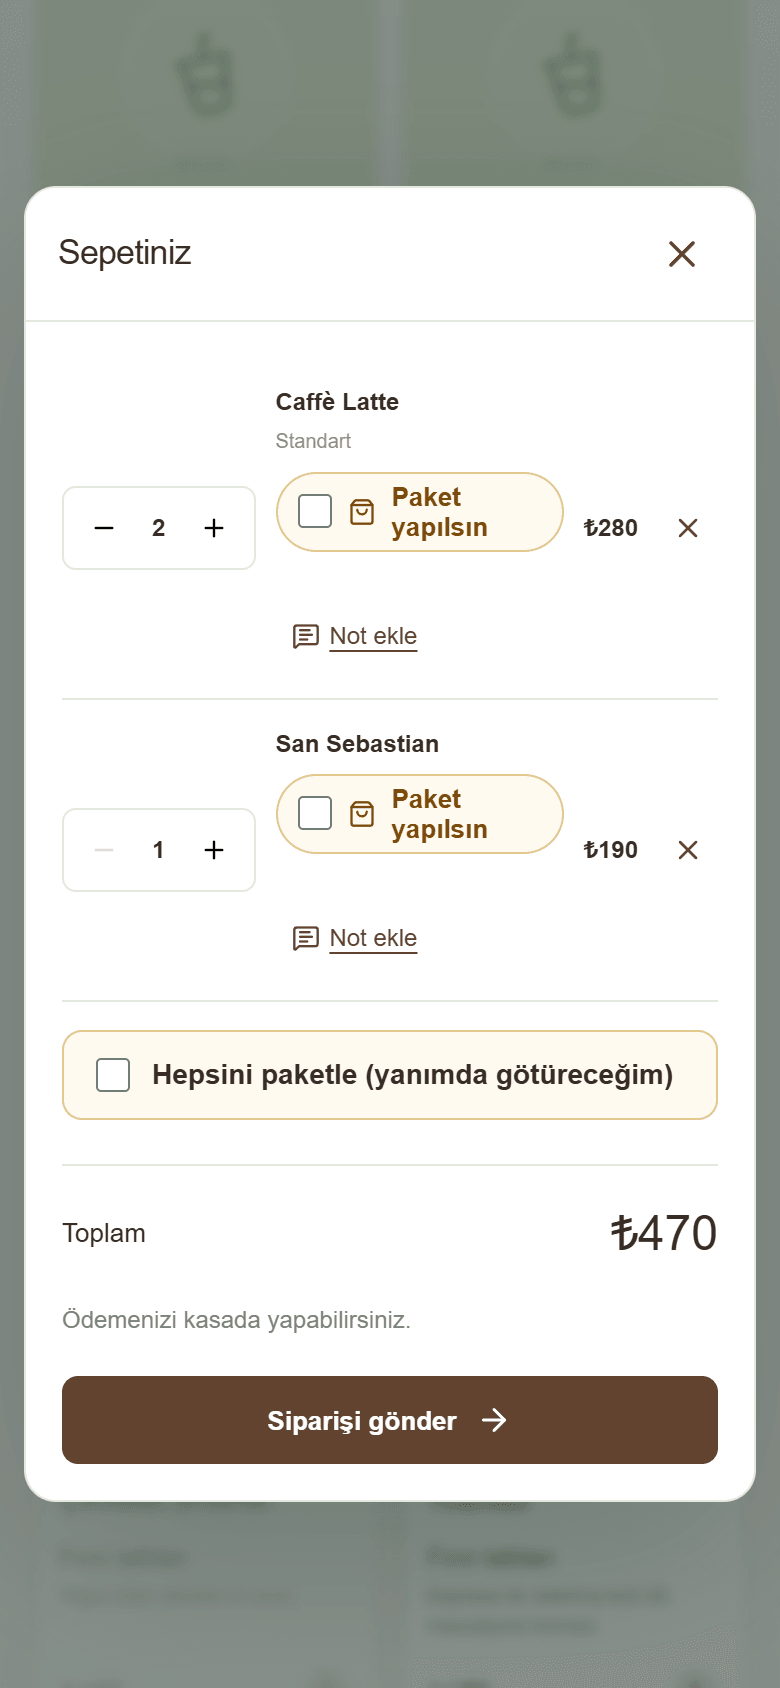 Sepetiniz
Caffè Latte
Standart
Paket
yapılsın
2
₺280
Not ekle
San Sebastian
Paket
yapılsın
1
₺190
Not ekle
Hepsini paketle (yanımda götüreceğim)
Toplam
₺470
Ödemenizi kasada yapabilirsiniz.
Siparişi gönder